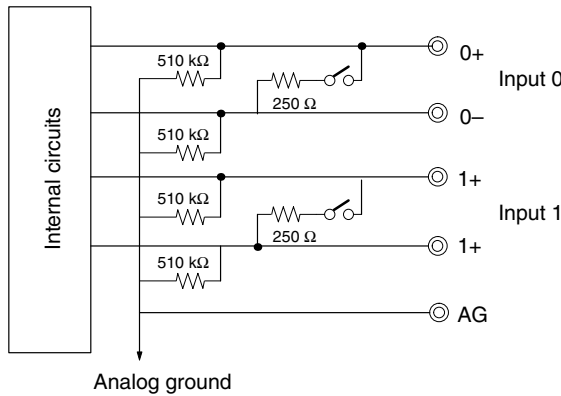 Internal circuits
510 kΩ
0+
Input 0
250 Ω
0–
510 kΩ
1+
510 kΩ
Input 1
250 Ω
1+
510 kΩ
AG
Analog ground